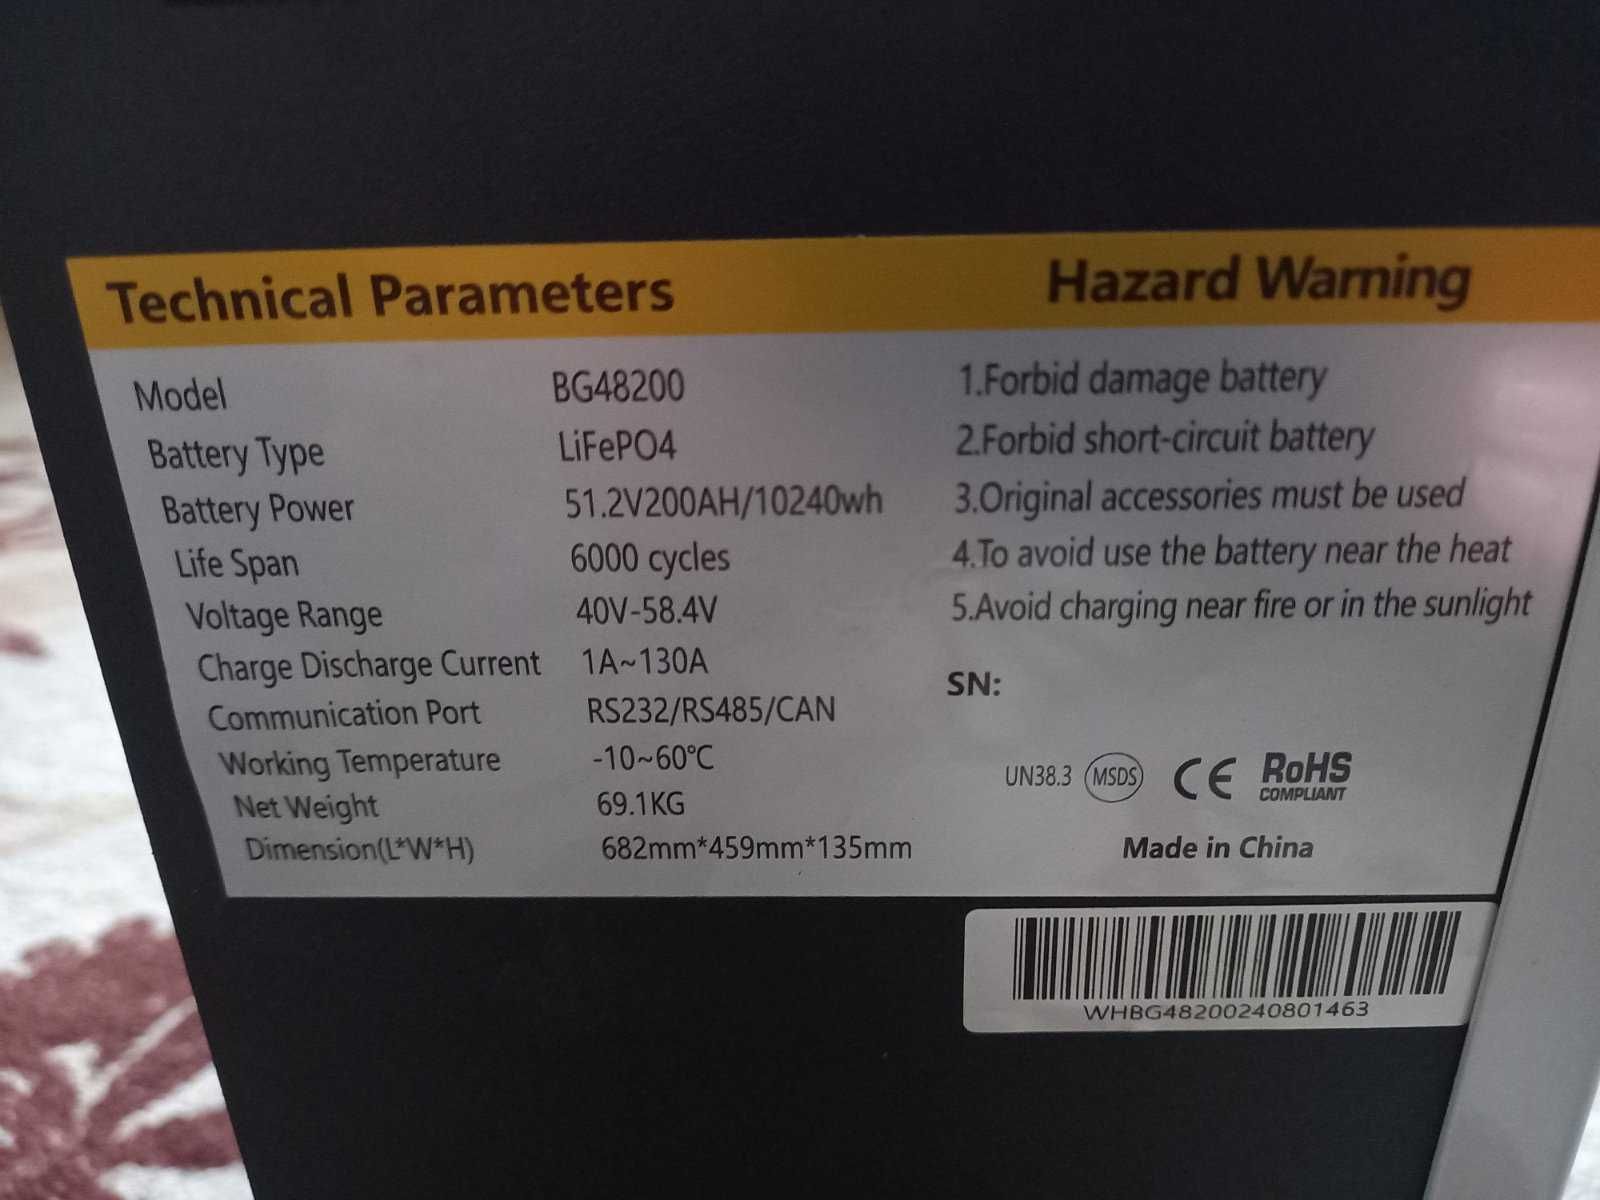 Technical Parameters
Hazard Warning
Model BG48200
Battery Type LiFePO4
Battery Power 51.2V200AH/10240wh
Life Span 6000 cycles
Voltage Range 40V-58.4V
Charge Discharge Current 1A~130A
Communication Port RS232/RS485/CAN
Working Temperature -10~60℃
Net Weight 69.1KG
Dimension(L*W*H) 682mm*459mm*135mm
1.Forbid damage battery
2.Forbid short-circuit battery
3.Original accessories must be used
4.To avoid use the battery near the heat
5.Avoid charging near fire or in the sunlight
SN:
UN38.3 MSDS CE RoHS
COMPLIANT
Made in China
WHBG48200240801463